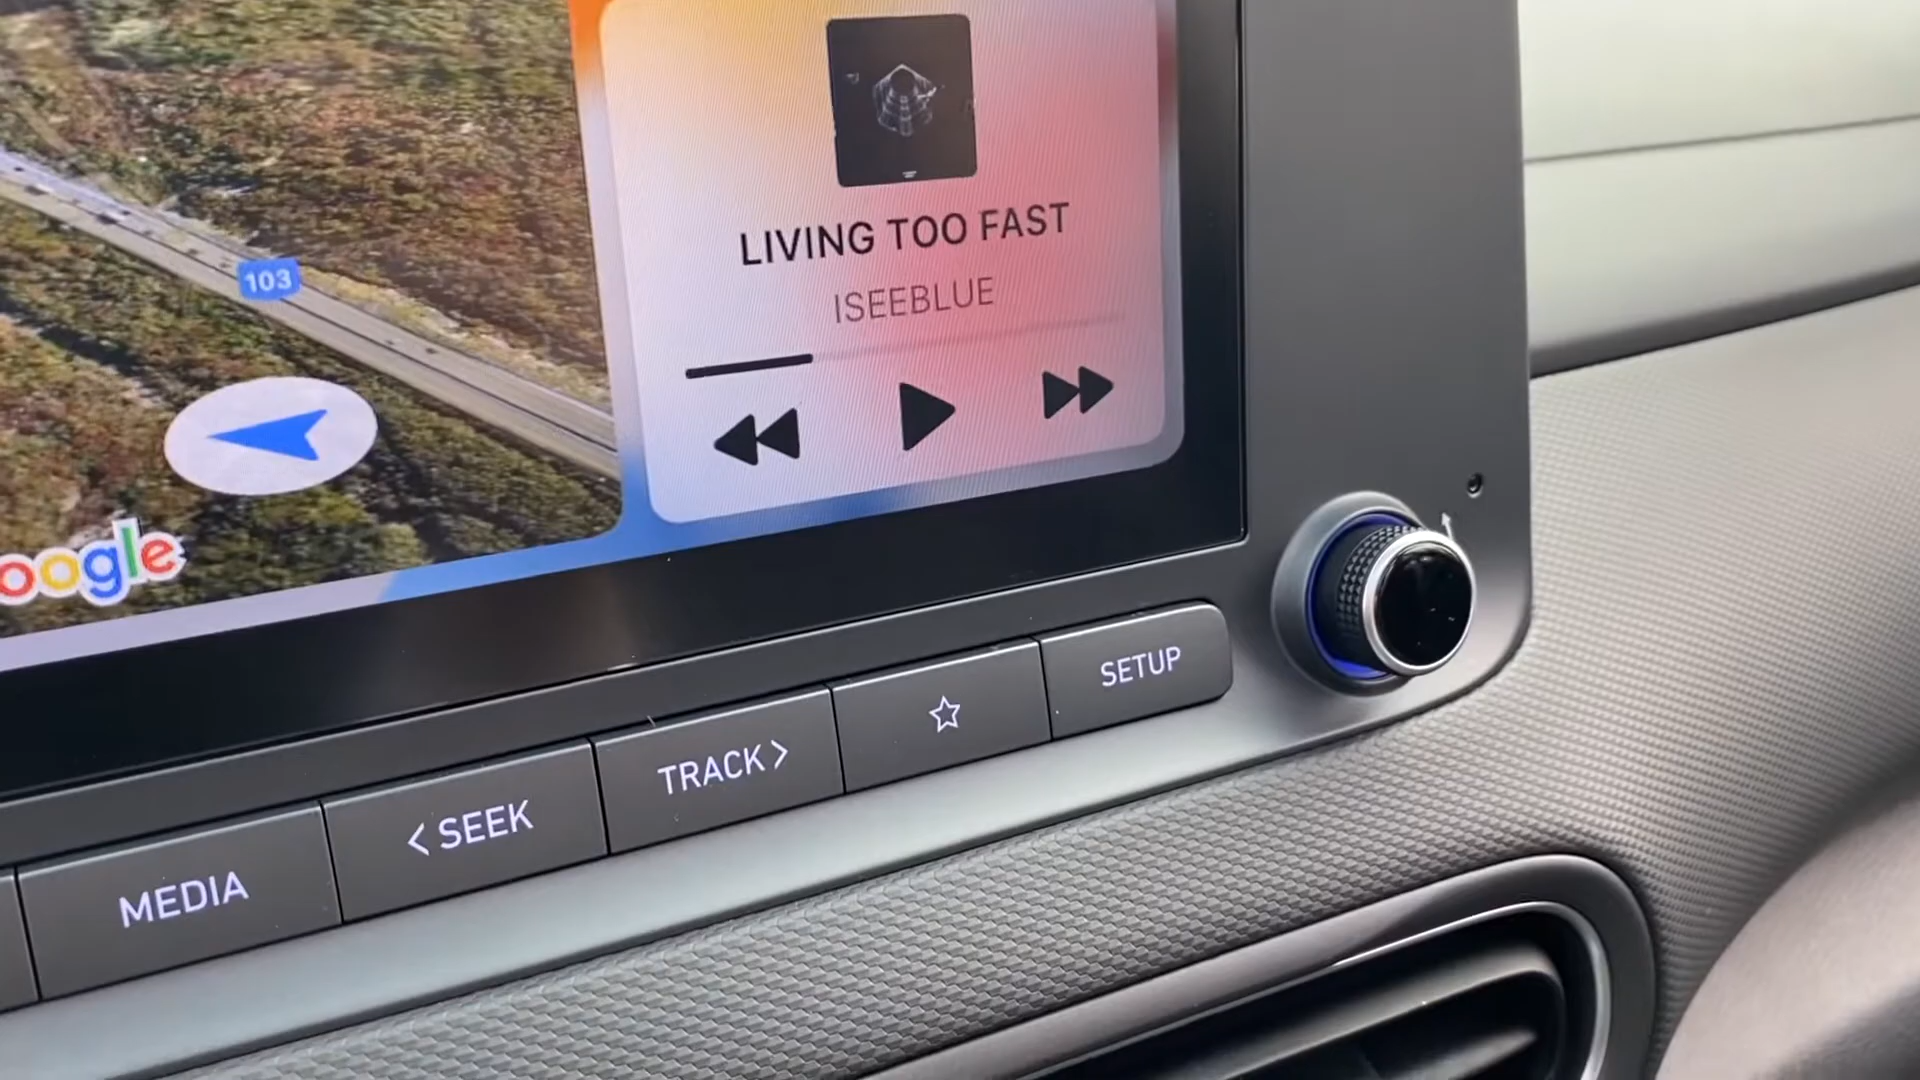 LIVING TOO FAST
ISEEBLUE
103
oogle
MEDIA
< SEEK
TRACK >
☆
SETUP